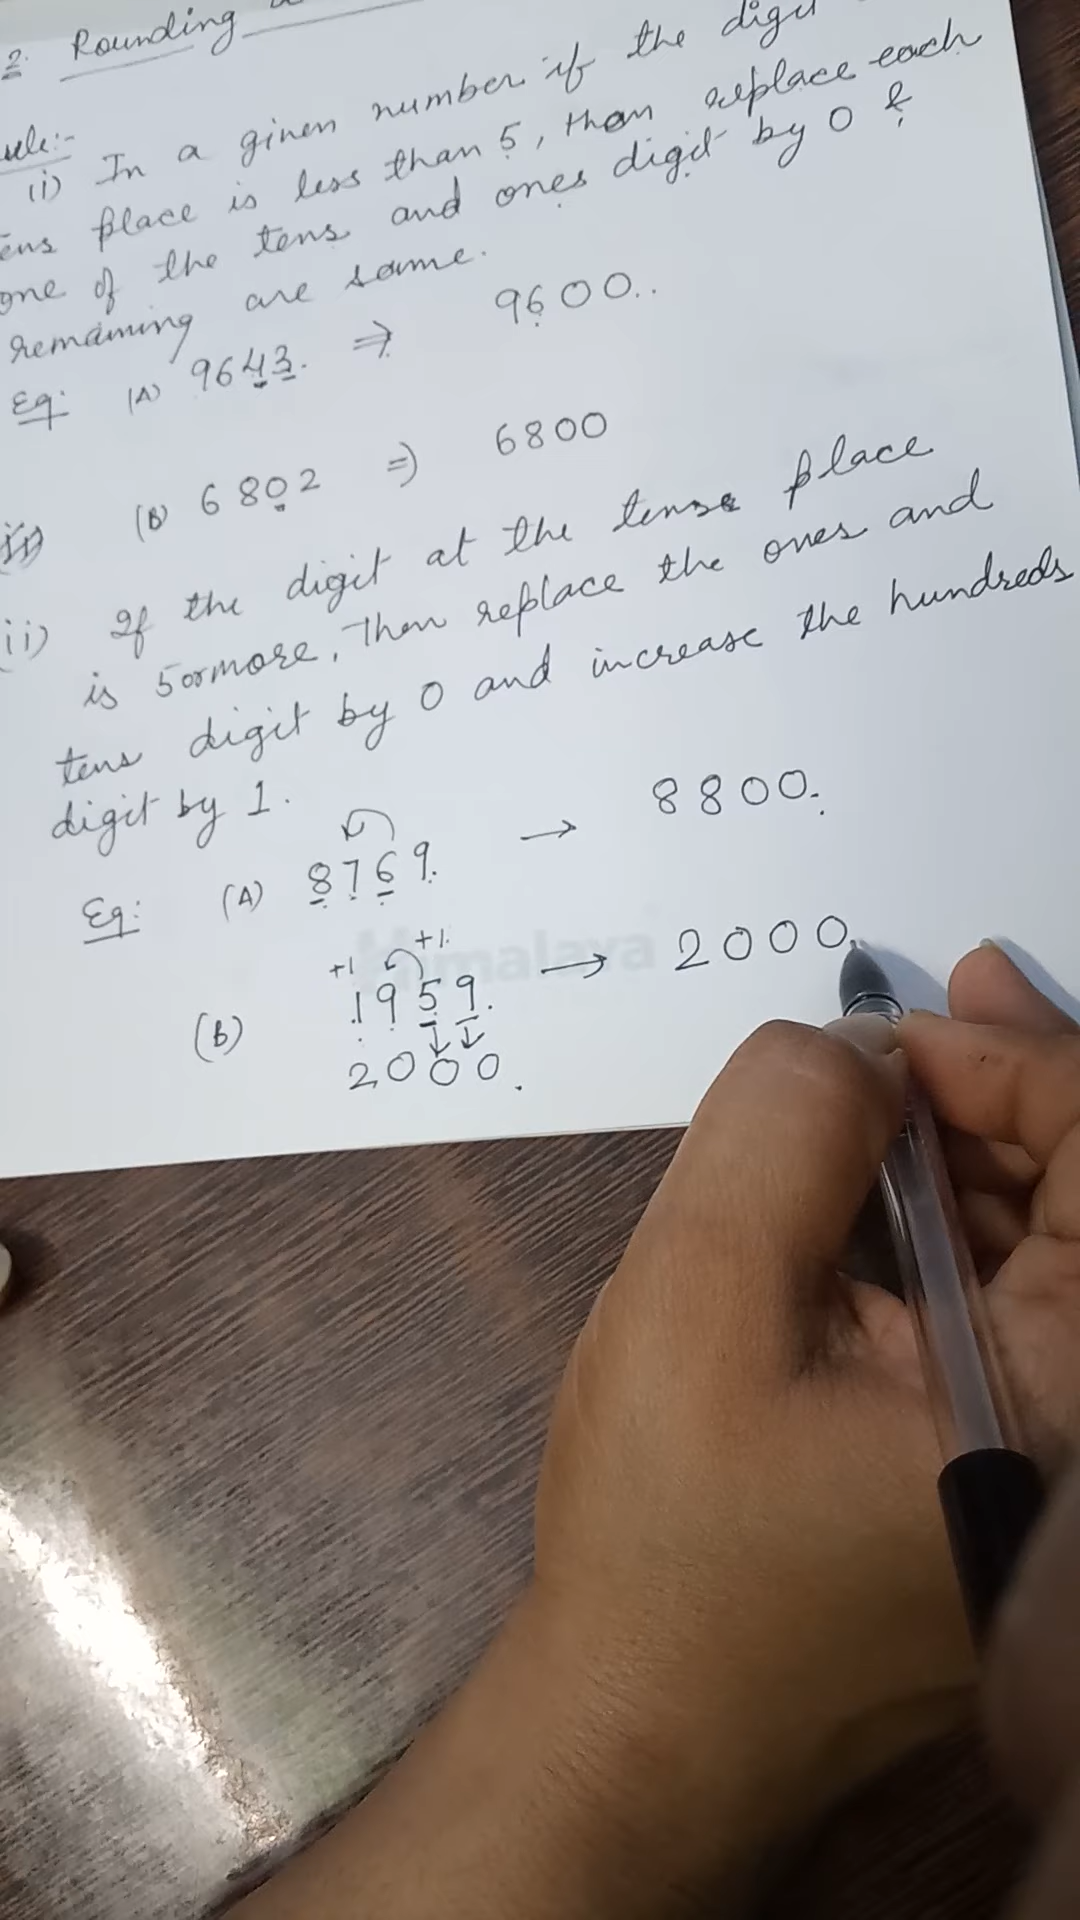 2. Rounding
(i) In a given number if the digit
place is less than 5, then replace each
one of the tens and ones digit by 0 &
remaining are same.
Eg: (A) 9643 ⇒ 9600
(B) 6802 ⇒ 6800
(ii) If the digit at the tens place
is 5 or more, then replace the ones and
tens digit by 0 and increase the hundreds
digit by 1.
Eg: (A) 8769. → 8800.
+1 +1
(B) 1959. → 2000.
2000.
Himalaya